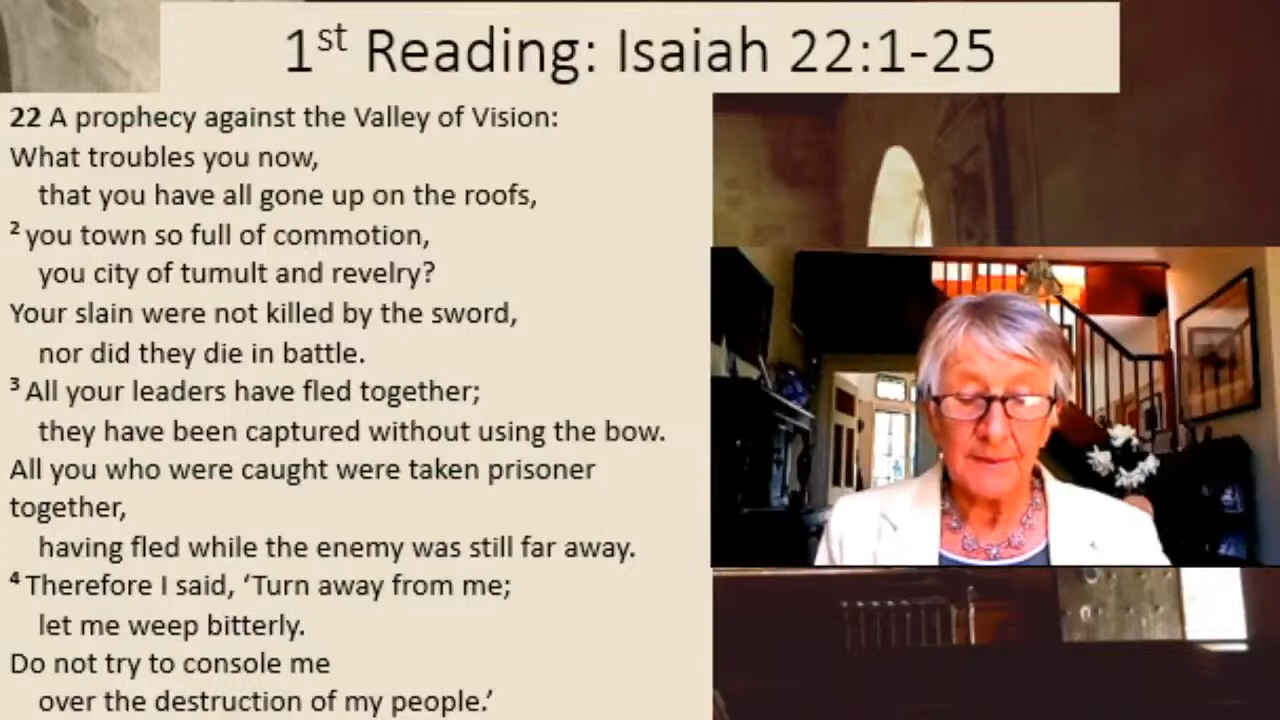 1st Reading: Isaiah 22:1-25
22 A prophecy against the Valley of Vision:
What troubles you now,
that you have all gone up on the roofs,
2 you town so full of commotion,
you city of tumult and revelry?
Your slain were not killed by the sword,
nor did they die in battle.
3 All your leaders have fled together;
they have been captured without using the bow.
All you who were caught were taken prisoner
together,
having fled while the enemy was still far away.
4 Therefore I said, ‘Turn away from me;
let me weep bitterly.
Do not try to console me
over the destruction of my people.’